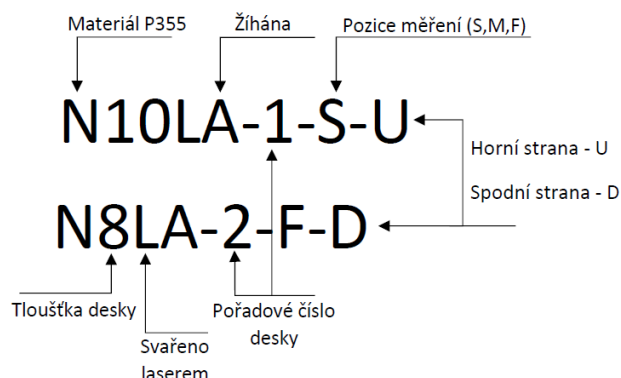 Materiál P355
Žíhána
Pozice měření (S,M,F)
N10LA-1-S-U
Horní strana - U
Spodní strana - D
N8LA-2-F-D
Tloušťka desky
Pořadové číslo
desky
Svařeno
laserem